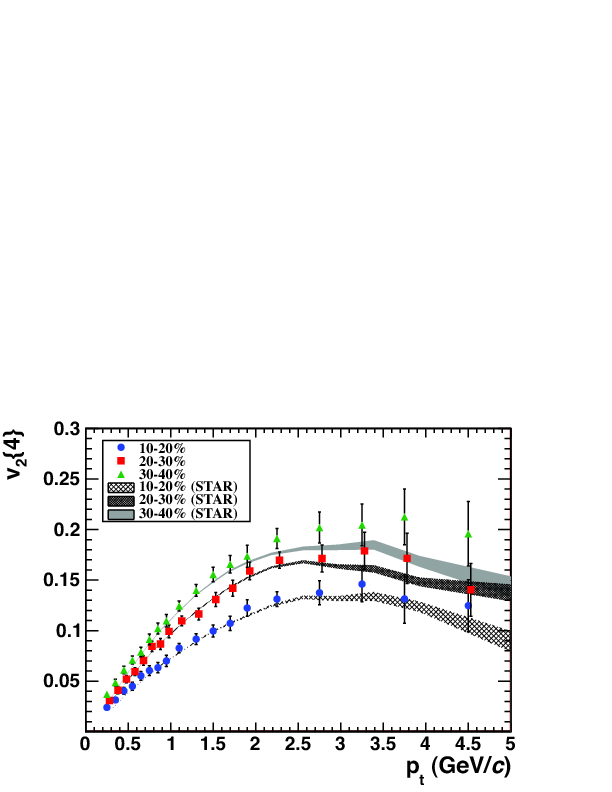 v2{4}
0.3
0.25
0.2
0.15
0.1
0.05
10-20%
20-30%
30-40%
10-20% (STAR)
20-30% (STAR)
30-40% (STAR)
0 0.5 1 1.5 2 2.5 3 3.5 4 4.5 5
pt (GeV/c)